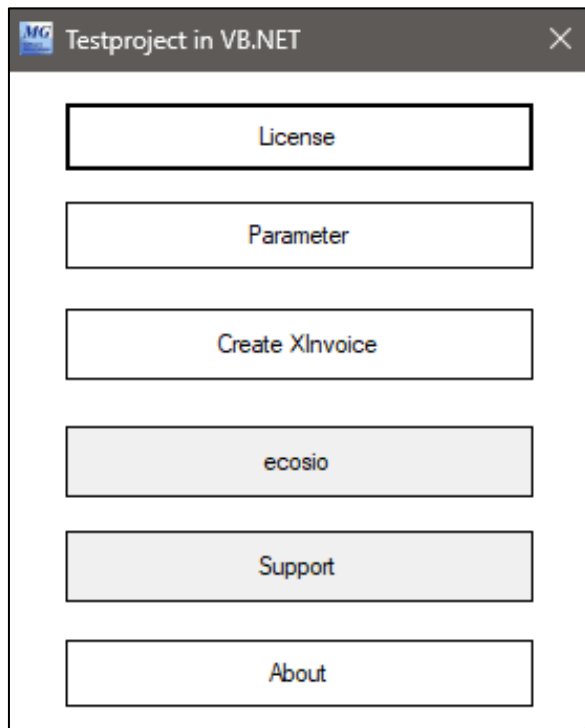 MG
Testproject in VB.NET
License
Parameter
Create XInvoice
ecosio
Support
About